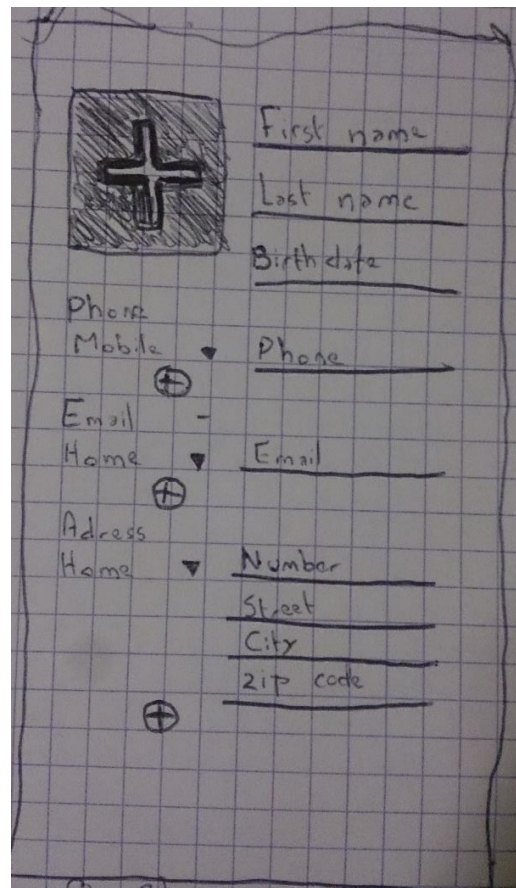 First name
Last name
Birthdate
Phone
Mobile
Phone
Email
Home
Email
Adress
Home
Number
Street
City
zip code